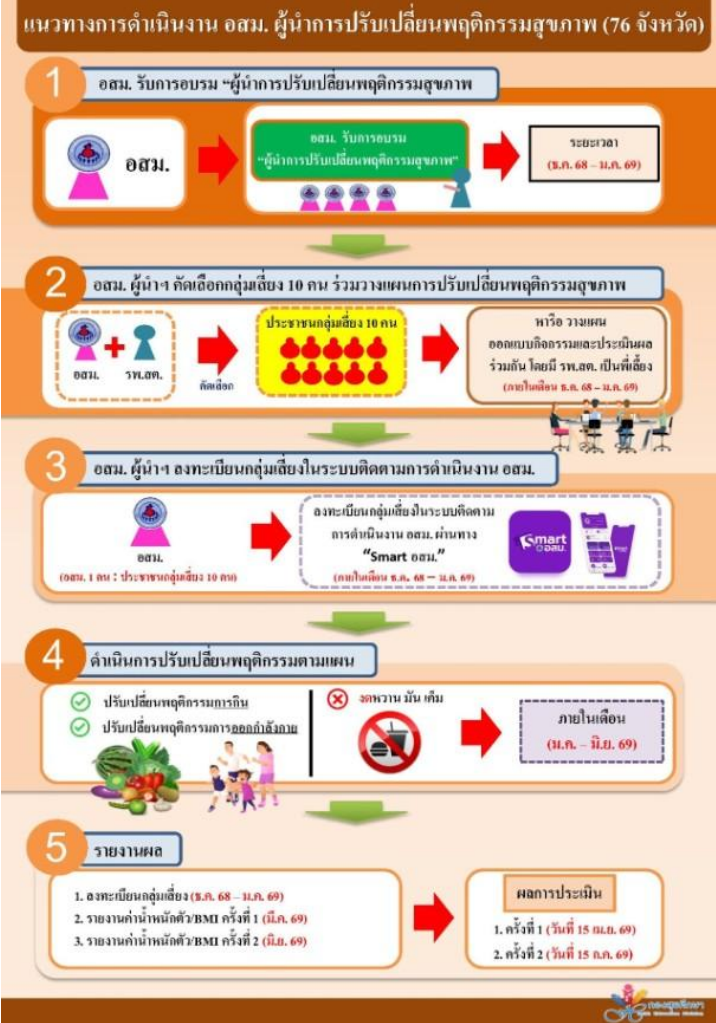 แนวทางการดำเนินงาน อสม. ผู้นำการปรับเปลี่ยนพฤติกรรมสุขภาพ (76 จังหวัด)
1
อสม. รับการอบรม “ผู้นำการปรับเปลี่ยนพฤติกรรมสุขภาพ
อสม.
อสม. รับการอบรม
“ผู้นำการปรับเปลี่ยนพฤติกรรมสุขภาพ”
ระยะเวลา
(ธ.ค. 68 – ม.ค. 69)
2
อสม. ผู้นำฯ คัดเลือกกลุ่มเสี่ยง 10 คน ร่วมวางแผนการปรับเปลี่ยนพฤติกรรมสุขภาพ
อสม.
รพ.สต.
คัดเลือก
ประชาชนกลุ่มเสี่ยง 10 คน
หารือ วางแผน
ออกแบบกิจกรรมและประเมินผล
ร่วมกัน โดยมี รพ.สต. เป็นพี่เลี้ยง
(ภายในเดือน ธ.ค. 68 – ม.ค. 69)
3
อสม. ผู้นำฯ ลงทะเบียนกลุ่มเสี่ยงในระบบติดตามการดำเนินงาน อสม.
อสม.
(อสม. 1 คน : ประชาชนกลุ่มเสี่ยง 10 คน)
ลงทะเบียนกลุ่มเสี่ยงในระบบติดตาม
การดำเนินงาน อสม. ผ่านทาง
“Smart อสม.”
(ภายในเดือน ธ.ค. 68 – ม.ค. 69)
Smart
อสม.
4
ดำเนินการปรับเปลี่ยนพฤติกรรมตามแผน
ปรับเปลี่ยนพฤติกรรมการกิน
ปรับเปลี่ยนพฤติกรรมการออกกำลังกาย
งดหวาน มัน เค็ม
ภายในเดือน
(ม.ค. – มิ.ย. 69)
5
รายงานผล
1. ลงทะเบียนกลุ่มเสี่ยง (ธ.ค. 68 – ม.ค. 69)
2. รายงานค่าน้ำหนักตัว/BMI ครั้งที่ 1 (มี.ค. 69)
3. รายงานค่าน้ำหนักตัว/BMI ครั้งที่ 2 (มิ.ย. 69)
ผลการประเมิน
1. ครั้งที่ 1 (วันที่ 15 เม.ย. 69)
2. ครั้งที่ 2 (วันที่ 15 ก.ค. 69)
กองสุขศึกษา